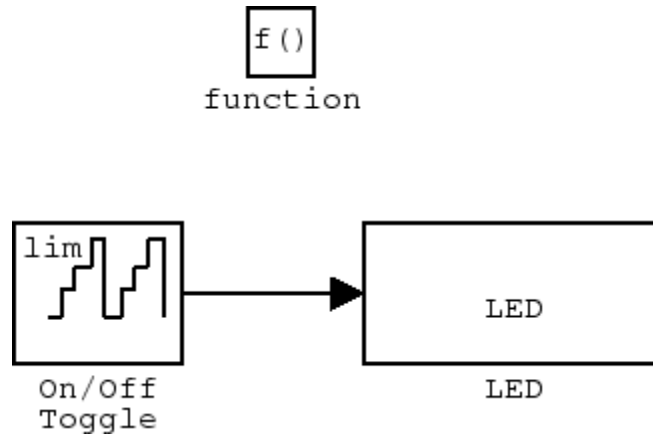 f()
function
lim
LED
On/Off
Toggle
LED